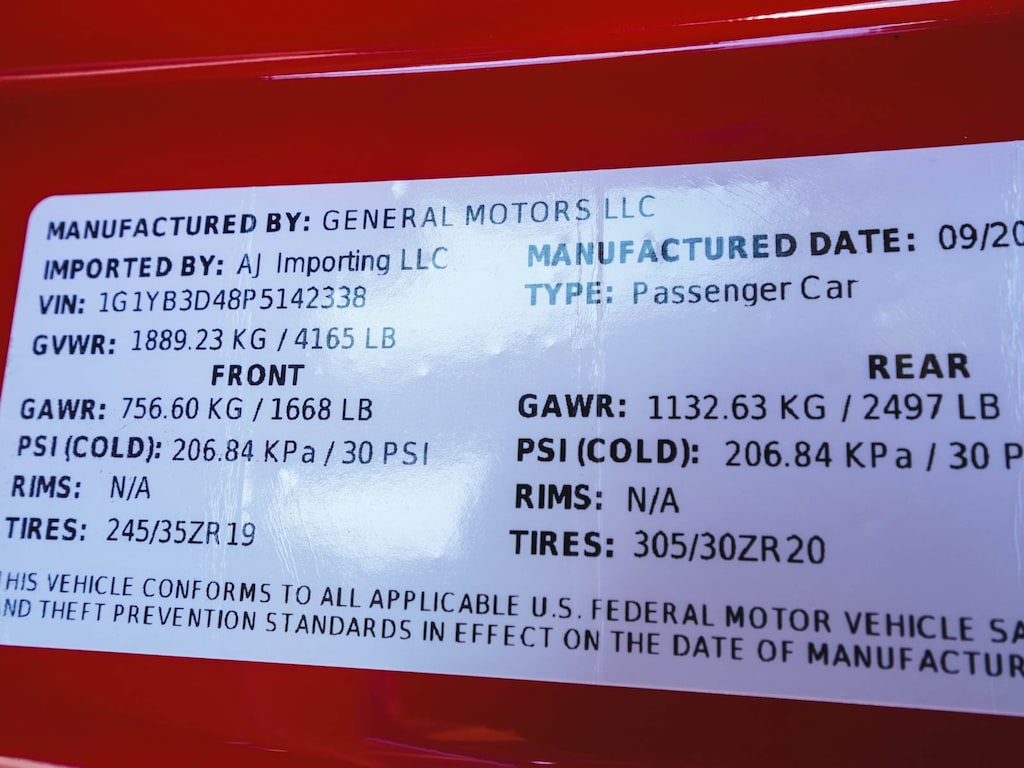 MANUFACTURED BY: GENERAL MOTORS LLC
IMPORTED BY: AJ Importing LLC
MANUFACTURED DATE: 09/20
VIN: 1G1YB3D48P5142338
TYPE: Passenger Car
GVWR: 1889.23 KG / 4165 LB
FRONT
REAR
GAWR: 756.60 KG / 1668 LB
GAWR: 1132.63 KG / 2497 LB
PSI (COLD): 206.84 KPa / 30 PSI
PSI (COLD): 206.84 KPa / 30 P
RIMS: N/A
RIMS: N/A
TIRES: 245/35ZR19
TIRES: 305/30ZR20
HIS VEHICLE CONFORMS TO ALL APPLICABLE U.S. FEDERAL MOTOR VEHICLE SA
ND THEFT PREVENTION STANDARDS IN EFFECT ON THE DATE OF MANUFACTUR